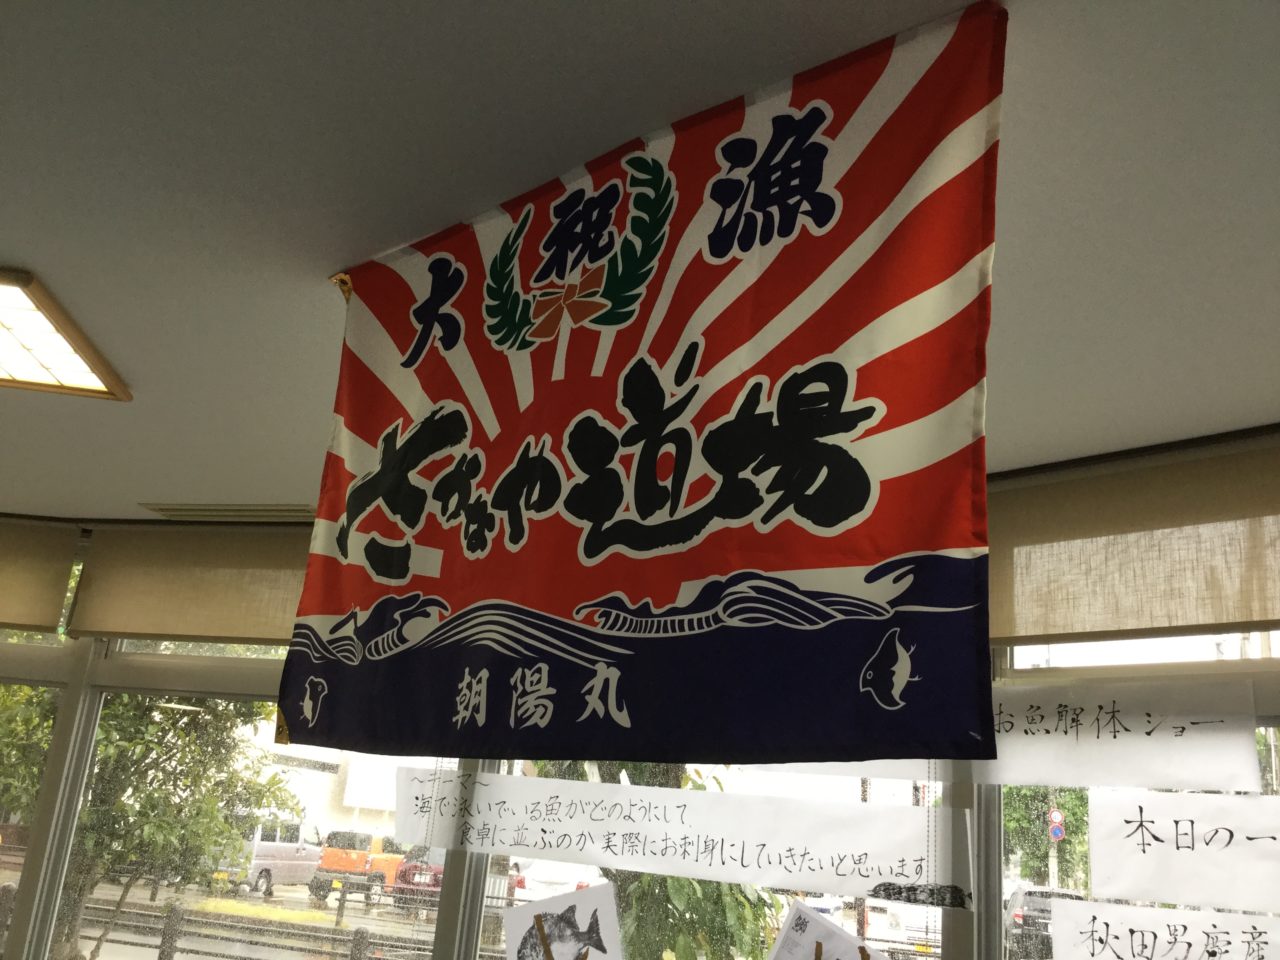 大 祝 漁
さかなや道場
朝陽丸
お魚解体ショー
～テーマ～
海で泳いでいる魚がどのようにして、
食卓に並ぶのか実際にお刺身にしていきたいと思います
本日の一
秋田男鹿産